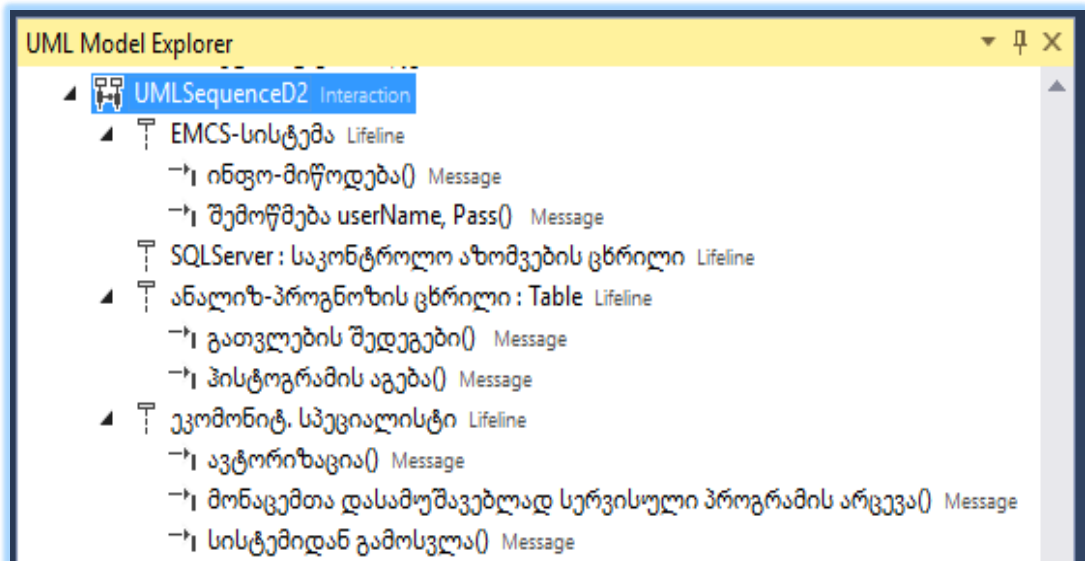 UML Model Explorer
UMLSequenceD2 Interaction
EMCS-სისტემა Lifeline
ინფო-მიწოდება() Message
შემოწმება userName, Pass() Message
SQLServer : საკონტროლო აზომვების ცხრილი Lifeline
ანალიზ-პროგნოზის ცხრილი : Table Lifeline
გათვლების შედეგები() Message
ჰისტოგრამის აგება() Message
ეკომონიტ. სპეციალისტი Lifeline
ავტორიზაცია() Message
მონაცემთა დასამუშავებლად სერვისული პროგრამის არცევა() Message
სისტემიდან გამოსვლა() Message